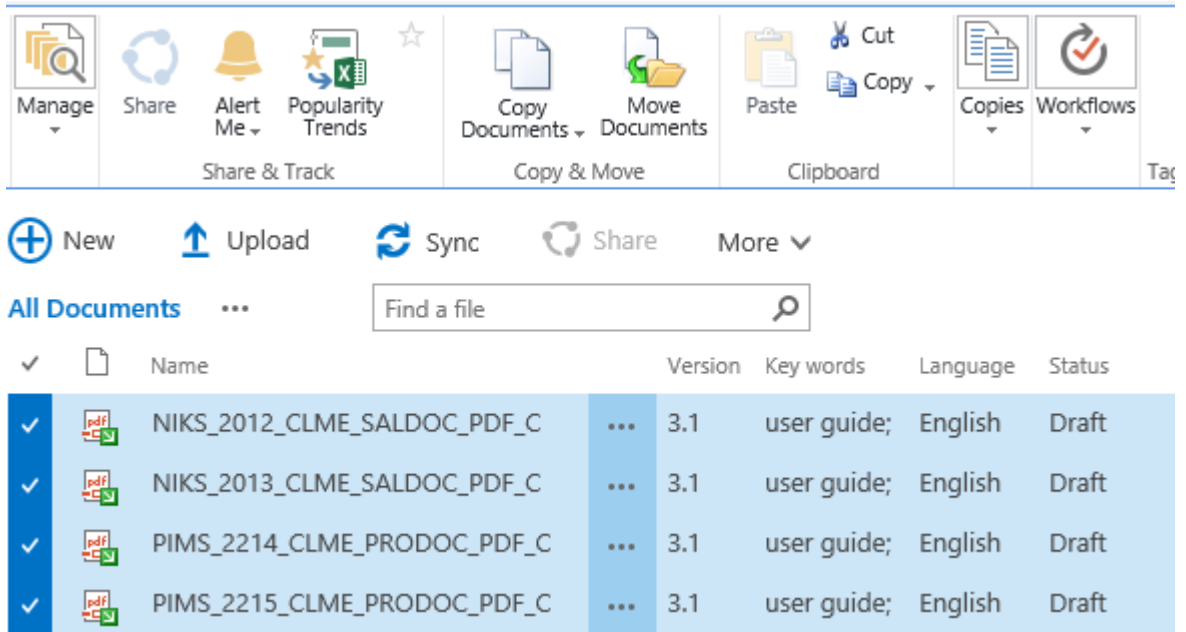 Manage Share Alert Me Popularity Trends Copy Documents Move Documents Paste Cut Copy Copies Workflows
Share & Track Copy & Move Clipboard Tag
New Upload Sync Share More
All Documents ... Find a file
Name Version Key words Language Status
NIKS_2012_CLME_SALDOC_PDF_C ... 3.1 user guide; English Draft
NIKS_2013_CLME_SALDOC_PDF_C ... 3.1 user guide; English Draft
PIMS_2214_CLME_PRODOC_PDF_C ... 3.1 user guide; English Draft
PIMS_2215_CLME_PRODOC_PDF_C ... 3.1 user guide; English Draft